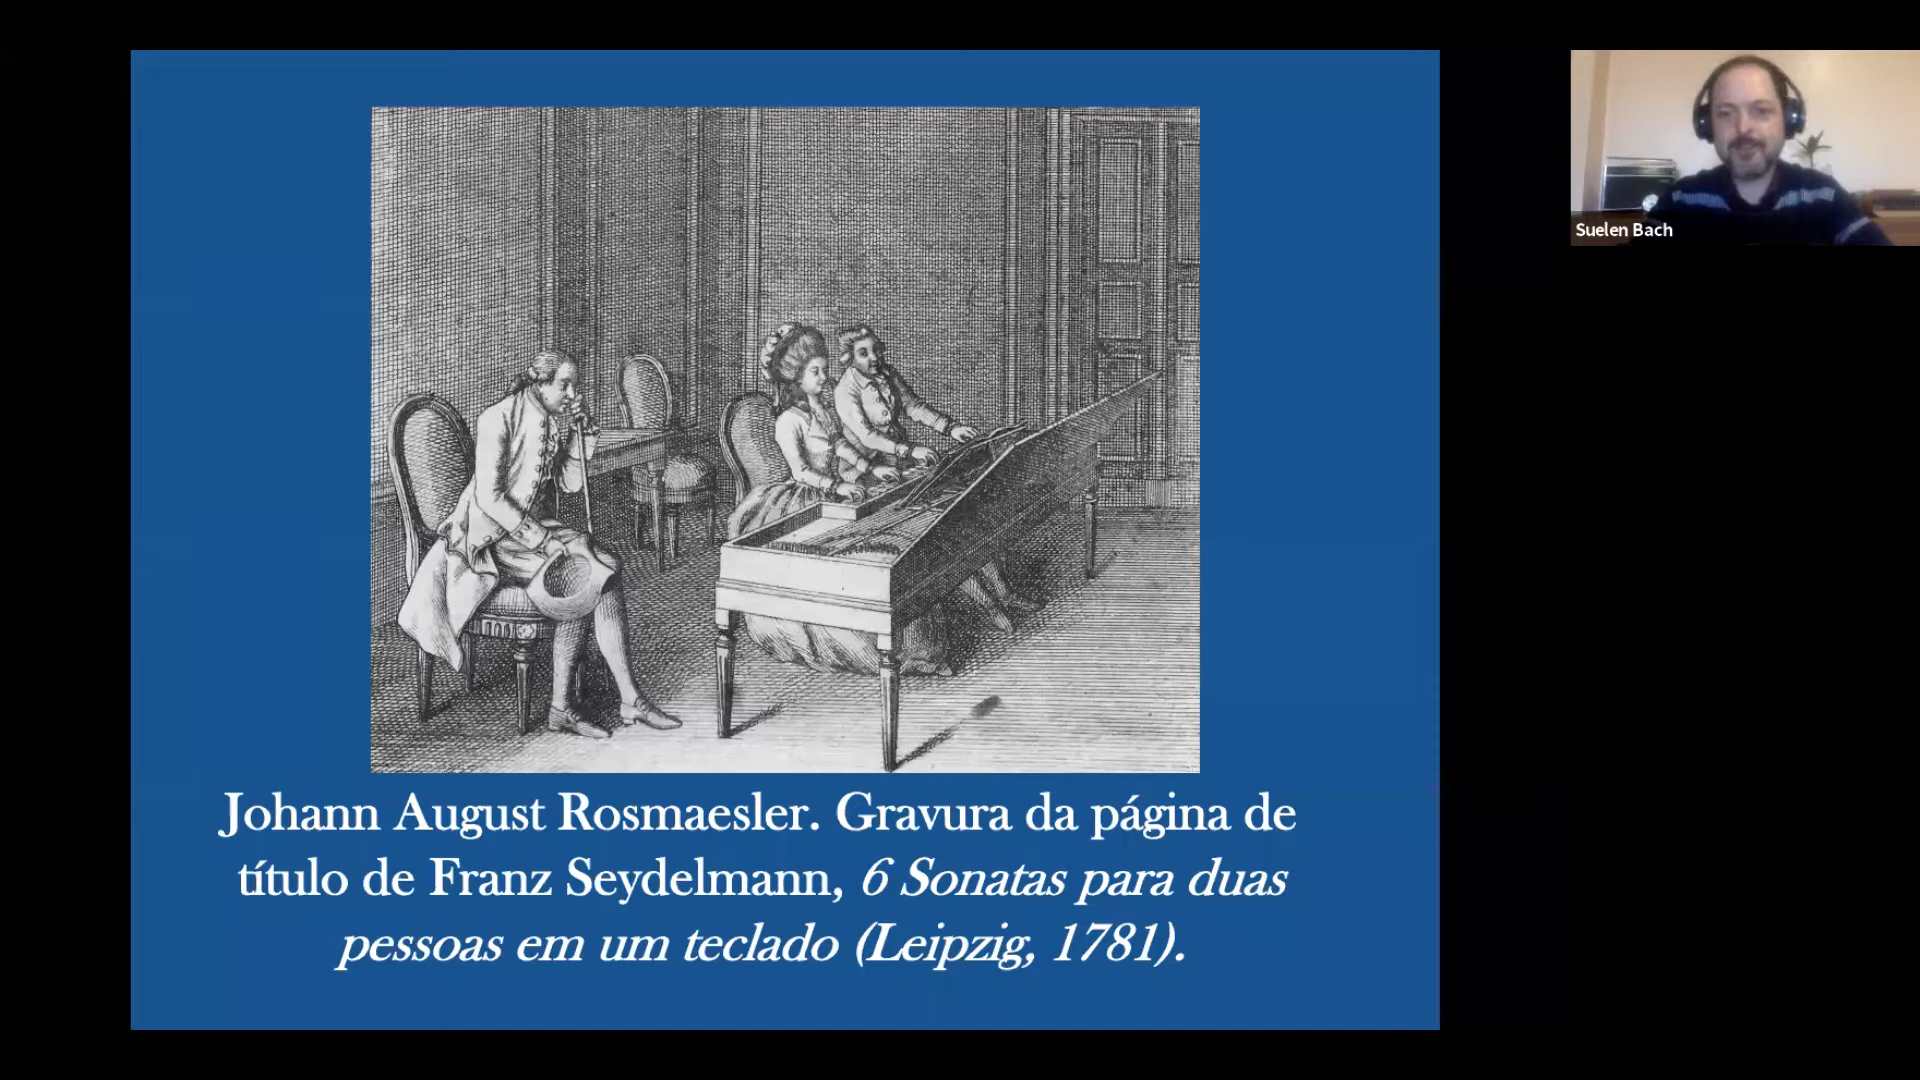 Suelen Bach
Johann August Rosmaesler. Gravura da página de
título de Franz Seydelmann, 6 Sonatas para duas
pessoas em um teclado (Leipzig, 1781).